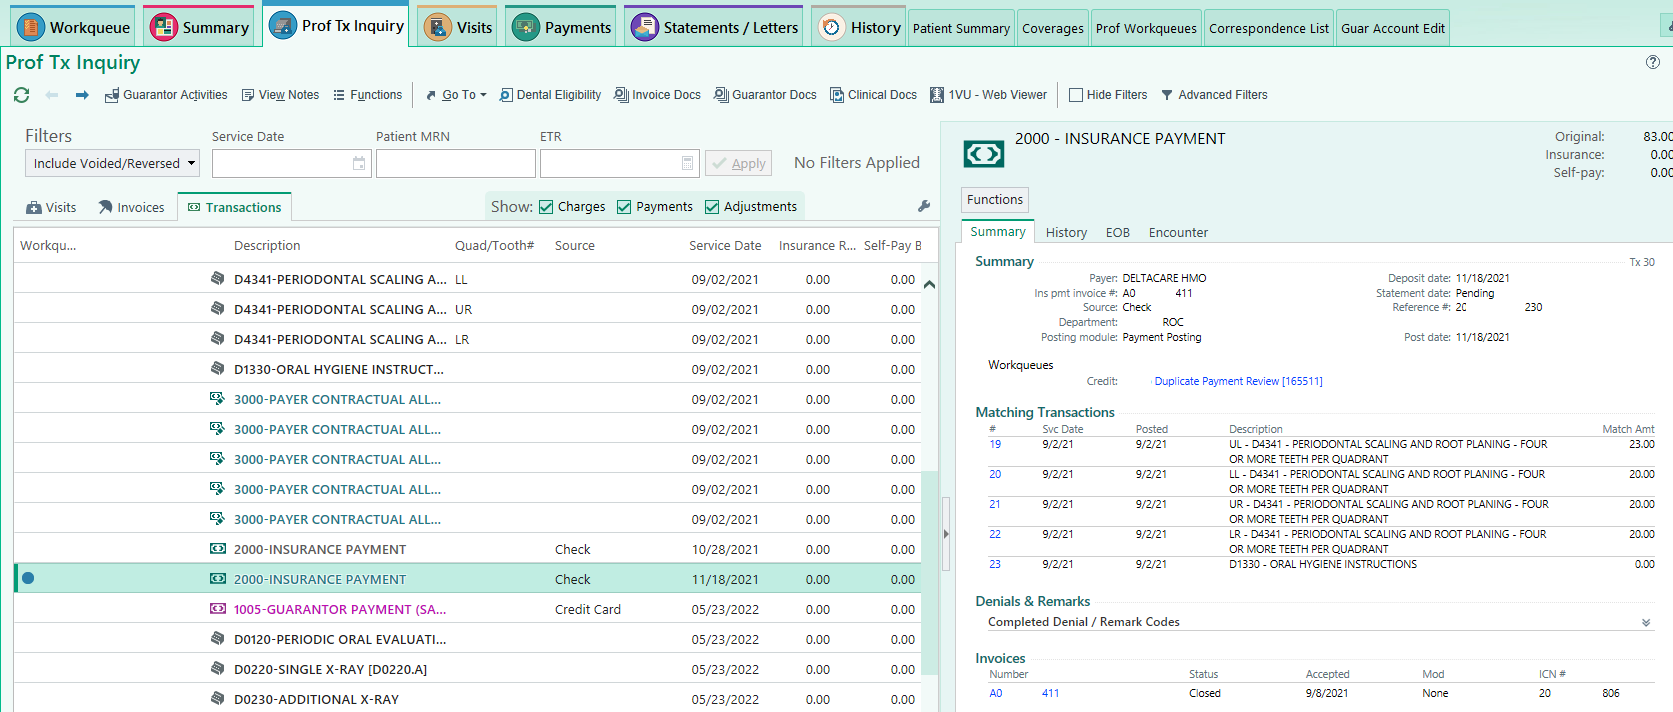 Workqueue Summary Prof Tx Inquiry Visits Payments Statements / Letters History Patient Summary Coverages Prof Workqueues Correspondence List Guar Account Edit
Prof Tx Inquiry
Guarantor Activities View Notes Functions Go To Dental Eligibility Invoice Docs Guarantor Docs Clinical Docs 1VU - Web Viewer Hide Filters Advanced Filters
Filters Service Date Patient MRN ETR
Include Voided/Reversed Apply No Filters Applied
Visits Invoices Transactions Show: Charges Payments Adjustments
Workqu... Description Quad/Tooth# Source Service Date Insurance R... Self-Pay B
D4341-PERIODONTAL SCALING A... LL 09/02/2021 0.00 0.00
D4341-PERIODONTAL SCALING A... UR 09/02/2021 0.00 0.00
D4341-PERIODONTAL SCALING A... LR 09/02/2021 0.00 0.00
D1330-ORAL HYGIENE INSTRUCT... 09/02/2021 0.00 0.00
3000-PAYER CONTRACTUAL ALL... 09/02/2021 0.00 0.00
3000-PAYER CONTRACTUAL ALL... 09/02/2021 0.00 0.00
3000-PAYER CONTRACTUAL ALL... 09/02/2021 0.00 0.00
3000-PAYER CONTRACTUAL ALL... 09/02/2021 0.00 0.00
3000-PAYER CONTRACTUAL ALL... 09/02/2021 0.00 0.00
2000-INSURANCE PAYMENT Check 10/28/2021 0.00 0.00
2000-INSURANCE PAYMENT Check 11/18/2021 0.00 0.00
1005-GUARANTOR PAYMENT (SA... Credit Card 05/23/2022 0.00 0.00
D0120-PERIODIC ORAL EVALUATI... 05/23/2022 0.00 0.00
D0220-SINGLE X-RAY [D0220.A] 05/23/2022 0.00 0.00
D0230-ADDITIONAL X-RAY 05/23/2022 0.00 0.00
2000 - INSURANCE PAYMENT
Original: 83.00
Insurance: 0.00
Self-pay: 0.00
Functions
Summary History EOB Encounter
Summary Tx 30
Payer: DELTACARE HMO Deposit date: 11/18/2021
Ins pmt invoice #: A0 411 Statement date: Pending
Source: Check Reference #: 20 230
Department: ROC
Posting module: Payment Posting Post date: 11/18/2021
Workqueues
Credit: Duplicate Payment Review [165511]
Matching Transactions
# Svc Date Posted Description Match Amt
19 9/2/21 9/2/21 UL - D4341 - PERIODONTAL SCALING AND ROOT PLANING - FOUR 23.00
OR MORE TEETH PER QUADRANT
20 9/2/21 9/2/21 LL - D4341 - PERIODONTAL SCALING AND ROOT PLANING - FOUR 20.00
OR MORE TEETH PER QUADRANT
21 9/2/21 9/2/21 UR - D4341 - PERIODONTAL SCALING AND ROOT PLANING - FOUR 20.00
OR MORE TEETH PER QUADRANT
22 9/2/21 9/2/21 LR - D4341 - PERIODONTAL SCALING AND ROOT PLANING - FOUR 20.00
OR MORE TEETH PER QUADRANT
23 9/2/21 9/2/21 D1330 - ORAL HYGIENE INSTRUCTIONS 0.00
Denials & Remarks
Completed Denial / Remark Codes
Invoices
Number Status Accepted Mod ICN #
A0 411 Closed 9/8/2021 None 20 806